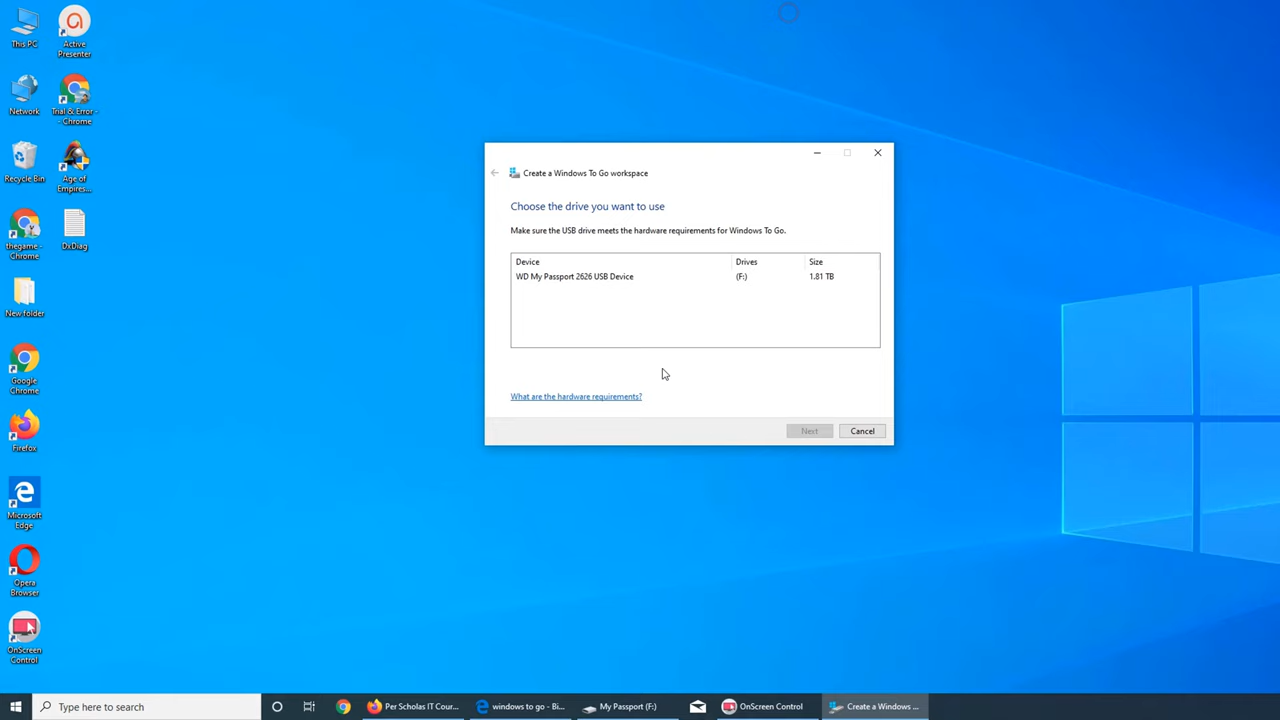 This PC
Active
Presenter
Network
Trial & Error -
- Chrome
Recycle Bin
Age of
Empires...
thegame -
Chrome
DxDiag
New folder
Google
Chrome
Firefox
Microsoft
Edge
Opera
Browser
OnScreen
Control
Create a Windows To Go workspace
Choose the drive you want to use
Make sure the USB drive meets the hardware requirements for Windows To Go.
Device Drives Size
WD My Passport 2626 USB Device (F:) 1.81 TB
What are the hardware requirements?
Next Cancel
Type here to search
Per Scholas IT Cour...
windows to go - Bi...
My Passport (F:)
OnScreen Control
Create a Windows ...